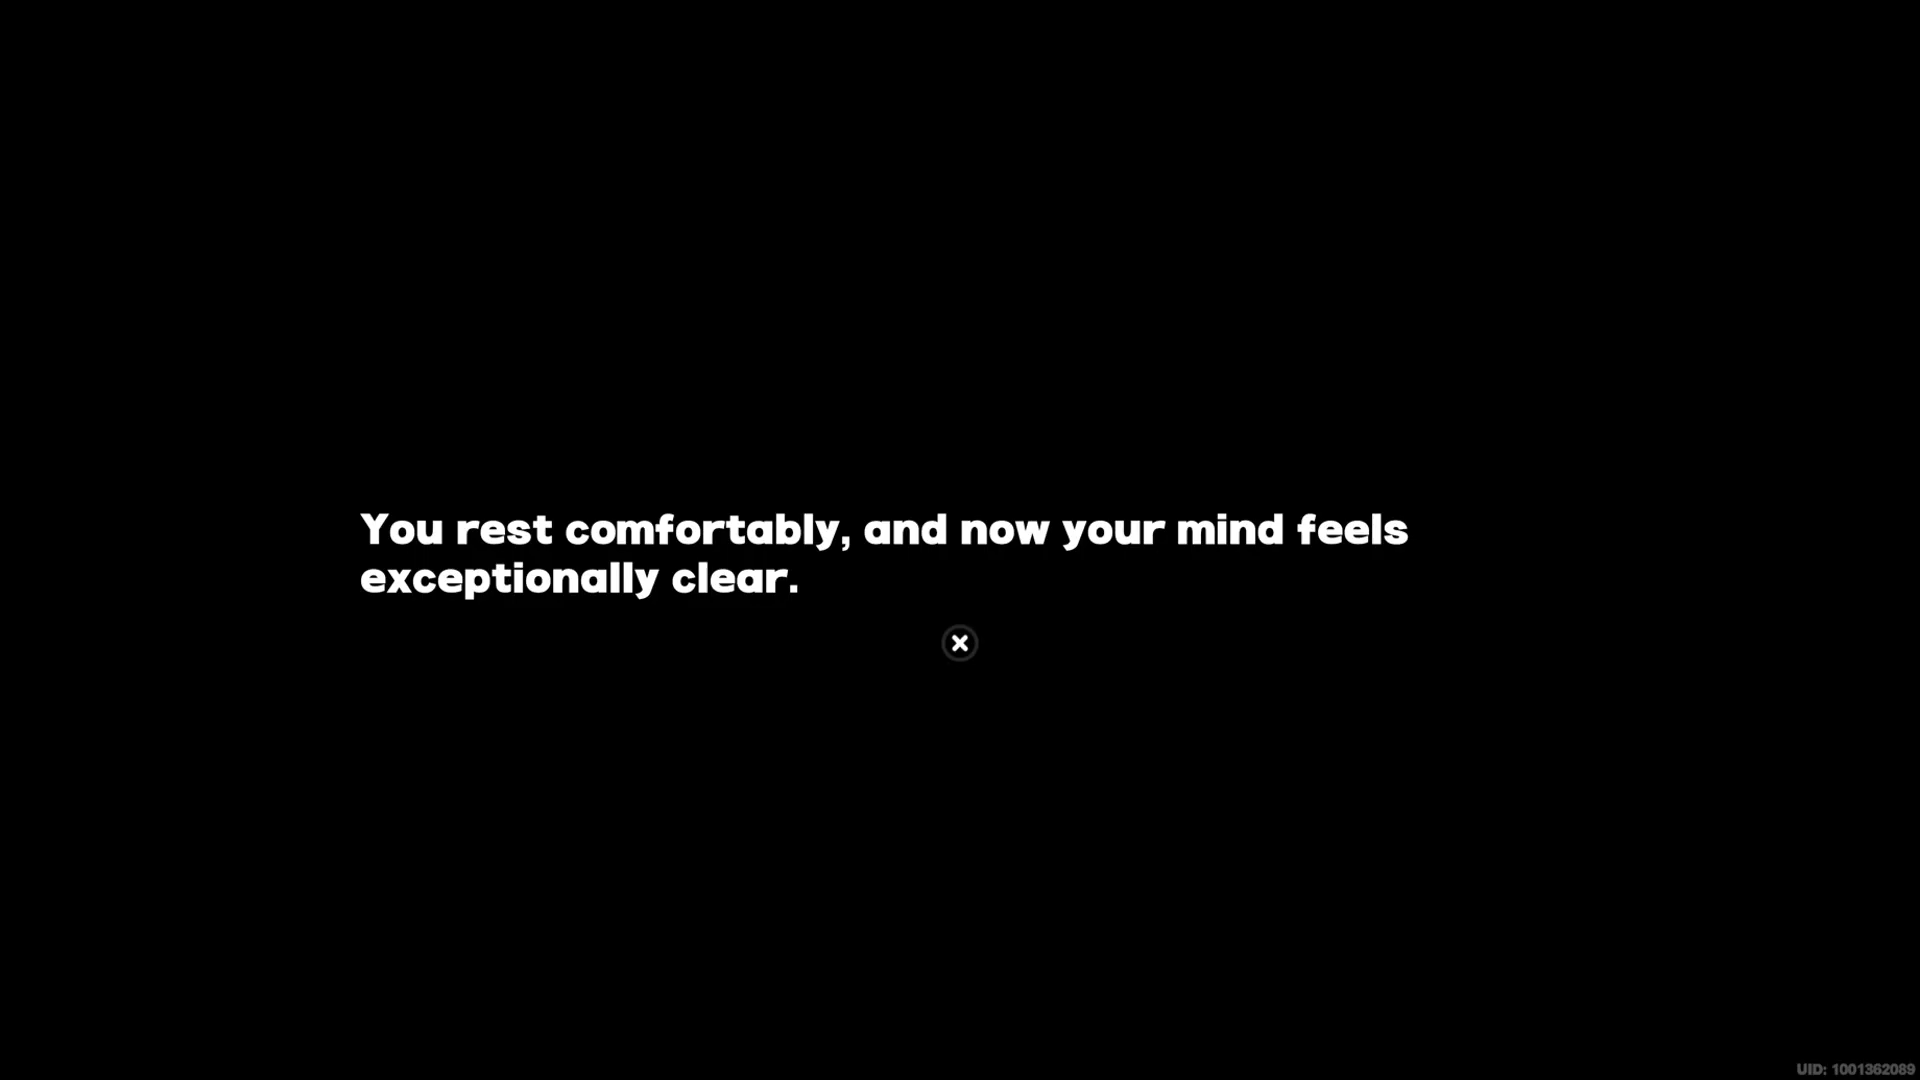 You rest comfortably, and now your mind feels
exceptionally clear.
UID: 1001362089